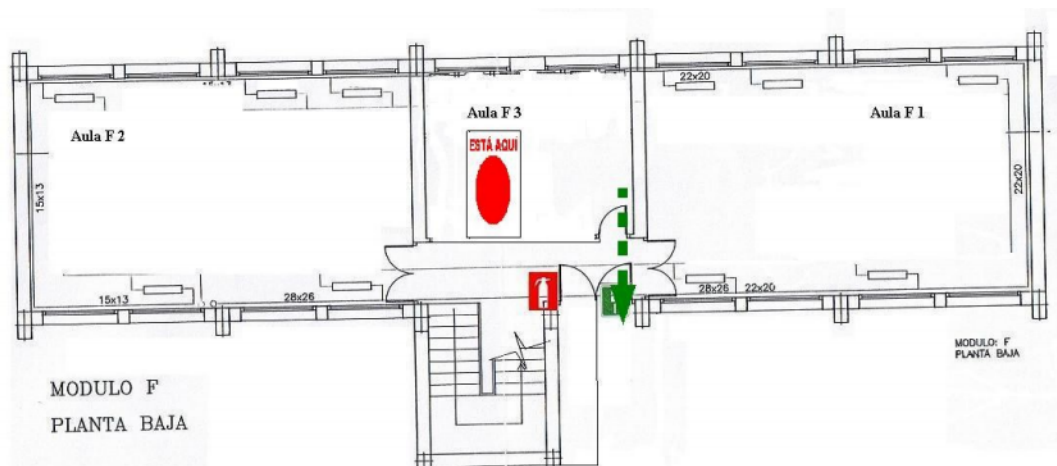 22x20
Aula F 2
Aula F 3
Aula F 1
ESTÁ AQUÍ
15x13
22x20
15x13
28x26
28x26
22x20
MODULO: F
PLANTA BAJA
MODULO F
PLANTA BAJA